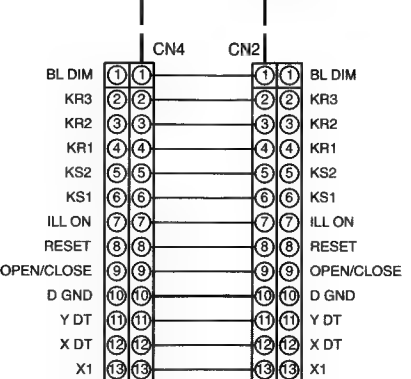 CN4 CN2
BL DIM 1 1 1 1 BL DIM
KR3 2 2 2 2 KR3
KR2 3 3 3 3 KR2
KR1 4 4 4 4 KR1
KS2 5 5 5 5 KS2
KS1 6 6 6 6 KS1
ILL ON 7 7 7 7 ILL ON
RESET 8 8 8 8 RESET
OPEN/CLOSE 9 9 9 9 OPEN/CLOSE
D GND 10 10 10 10 D GND
Y DT 11 11 11 11 Y DT
X DT 12 12 12 12 X DT
X1 13 13 13 13 X1